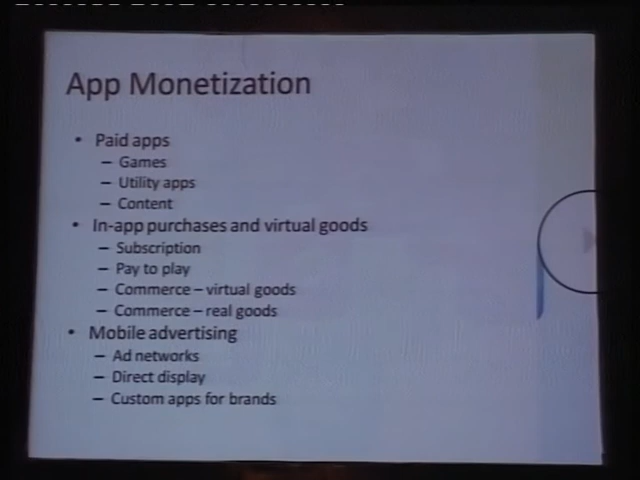 App Monetization
• Paid apps
– Games
– Utility apps
– Content
• In-app purchases and virtual goods
– Subscription
– Pay to play
– Commerce – virtual goods
– Commerce – real goods
• Mobile advertising
– Ad networks
– Direct display
– Custom apps for brands